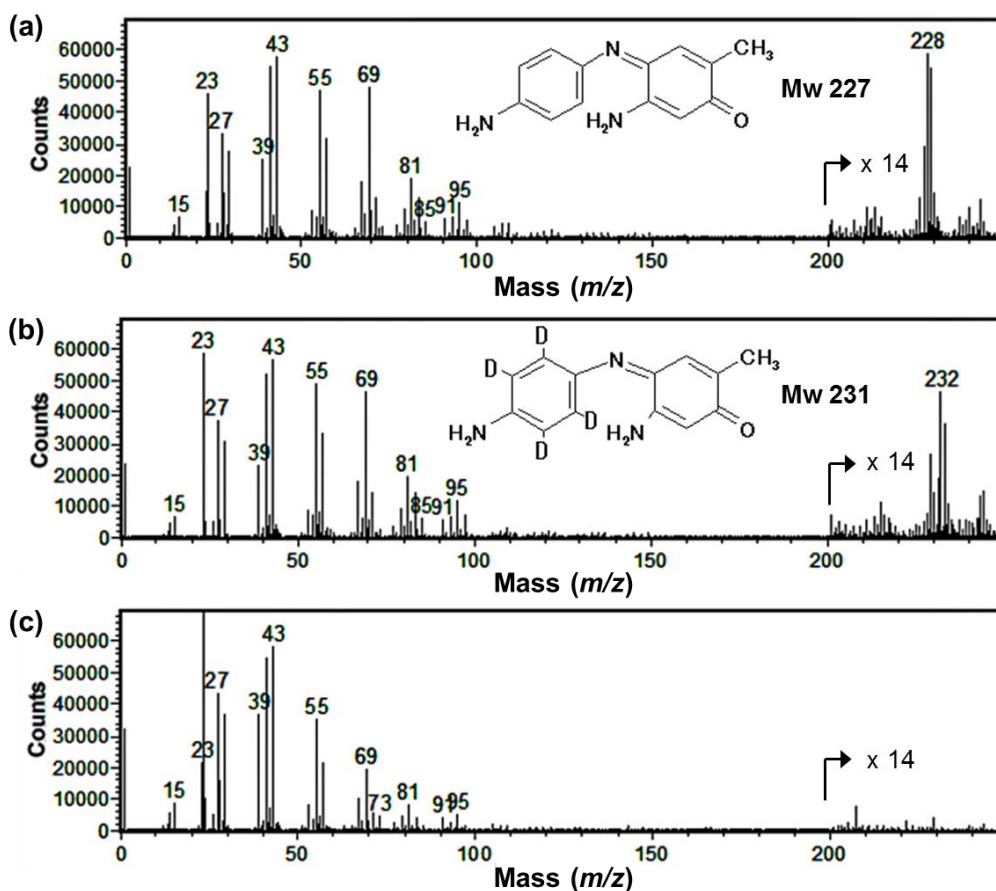 (a)
Counts
60000
50000
40000
30000
20000
10000
0
15
23
27
39
43
55
69
81
85
91
95
228
x 14
H₂N
N
H₂N
CH₃
O
Mw 227
0
50
100
150
200
Mass (m/z)
(b)
Counts
60000
50000
40000
30000
20000
10000
0
15
23
27
39
43
55
69
81
85
91
95
232
x 14
D
D
D
D
H₂N
N
H₂N
CH₃
O
Mw 231
0
50
100
150
200
Mass (m/z)
(c)
Counts
60000
50000
40000
30000
20000
10000
0
15
23
27
39
43
55
69
73
81
91
95
x 14
0
50
100
150
200
Mass (m/z)